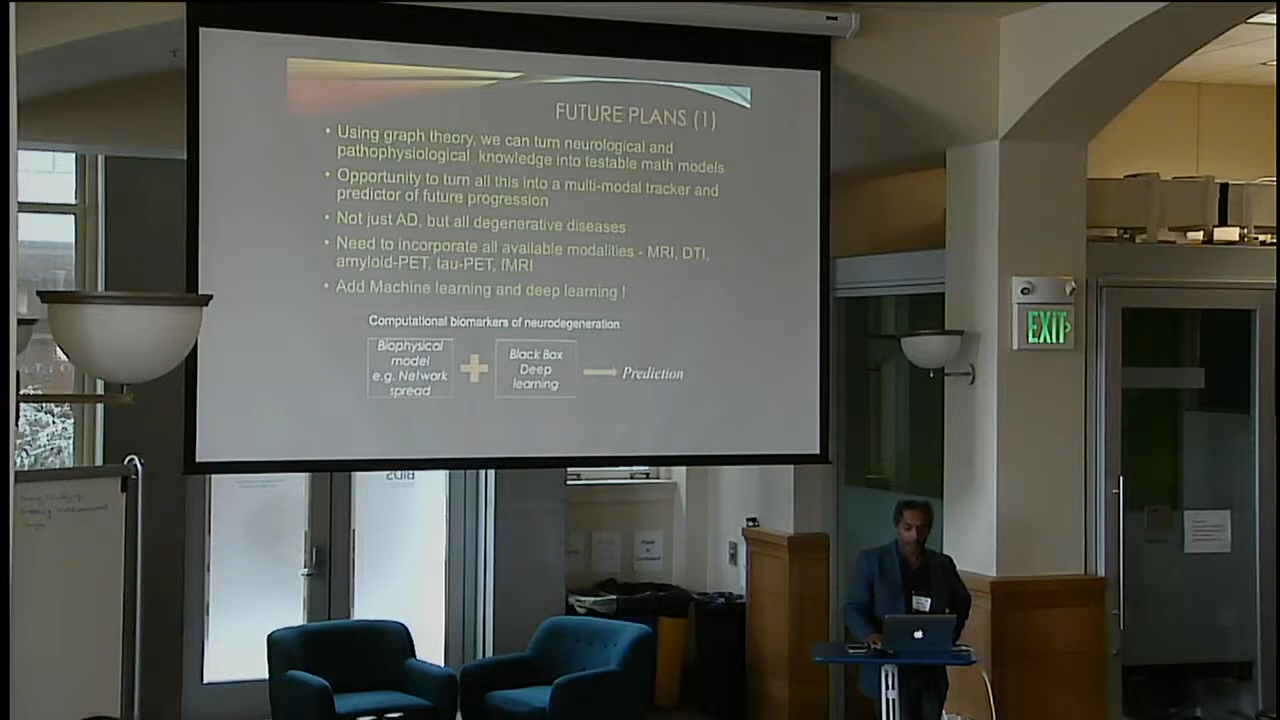 FUTURE PLANS (1)
• Using graph theory, we can turn neurological and
pathophysiological knowledge into testable math models
• Opportunity to turn all this into a multi-modal tracker and
predictor of future progression
• Not just AD, but all degenerative diseases
• Need to incorporate all available modalities - MRI, DTI,
amyloid-PET, tau-PET, fMRI
• Add Machine learning and deep learning !
Computational biomarkers of neurodegeneration
Biophysical
model
e.g. Network
spread
Black Box
Deep
learning
Prediction
EXIT
BIDS